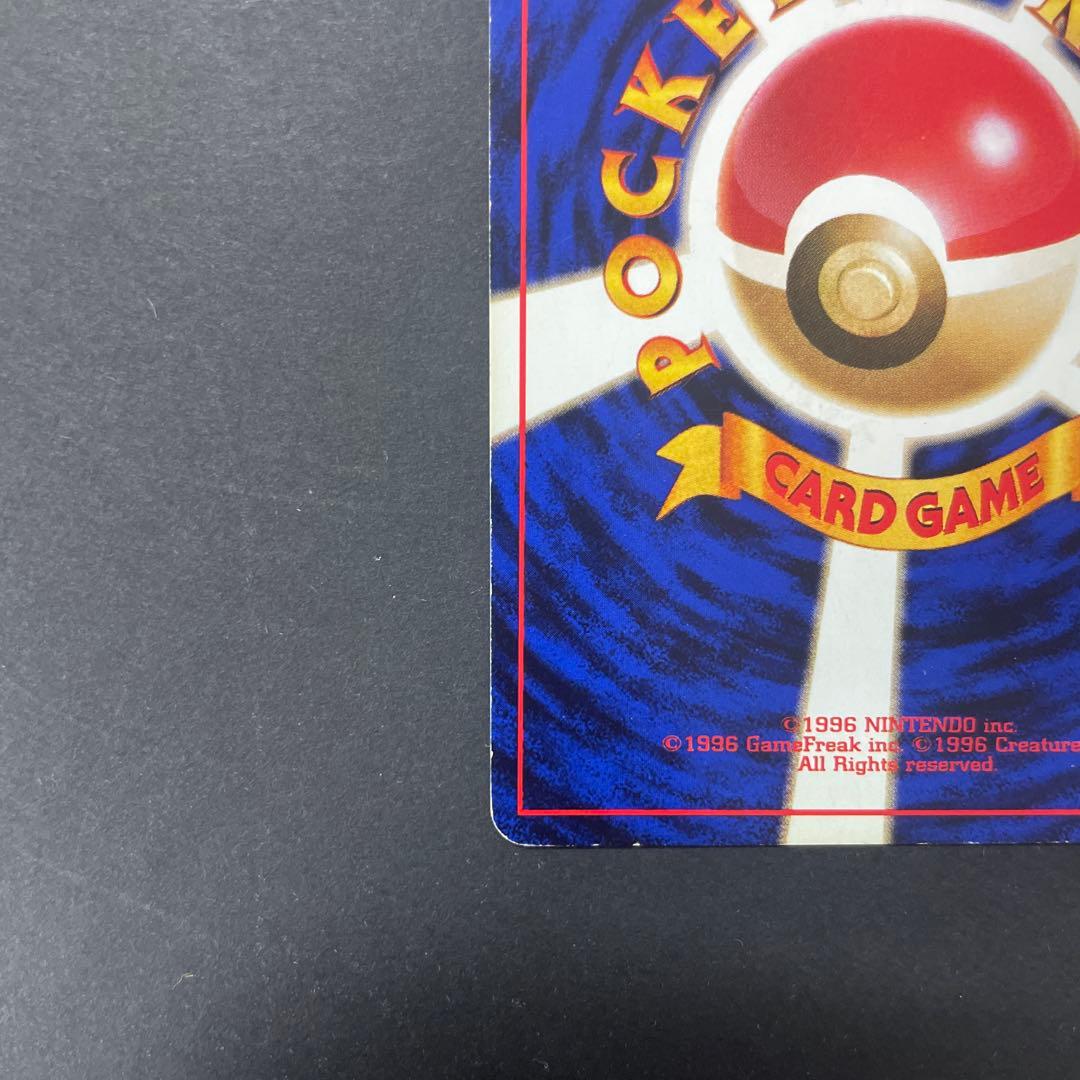 POCKE
CARD GAME
©1996 NINTENDO inc.
©1996 GameFreak inc. ©1996 Creature
All Rights reserved.